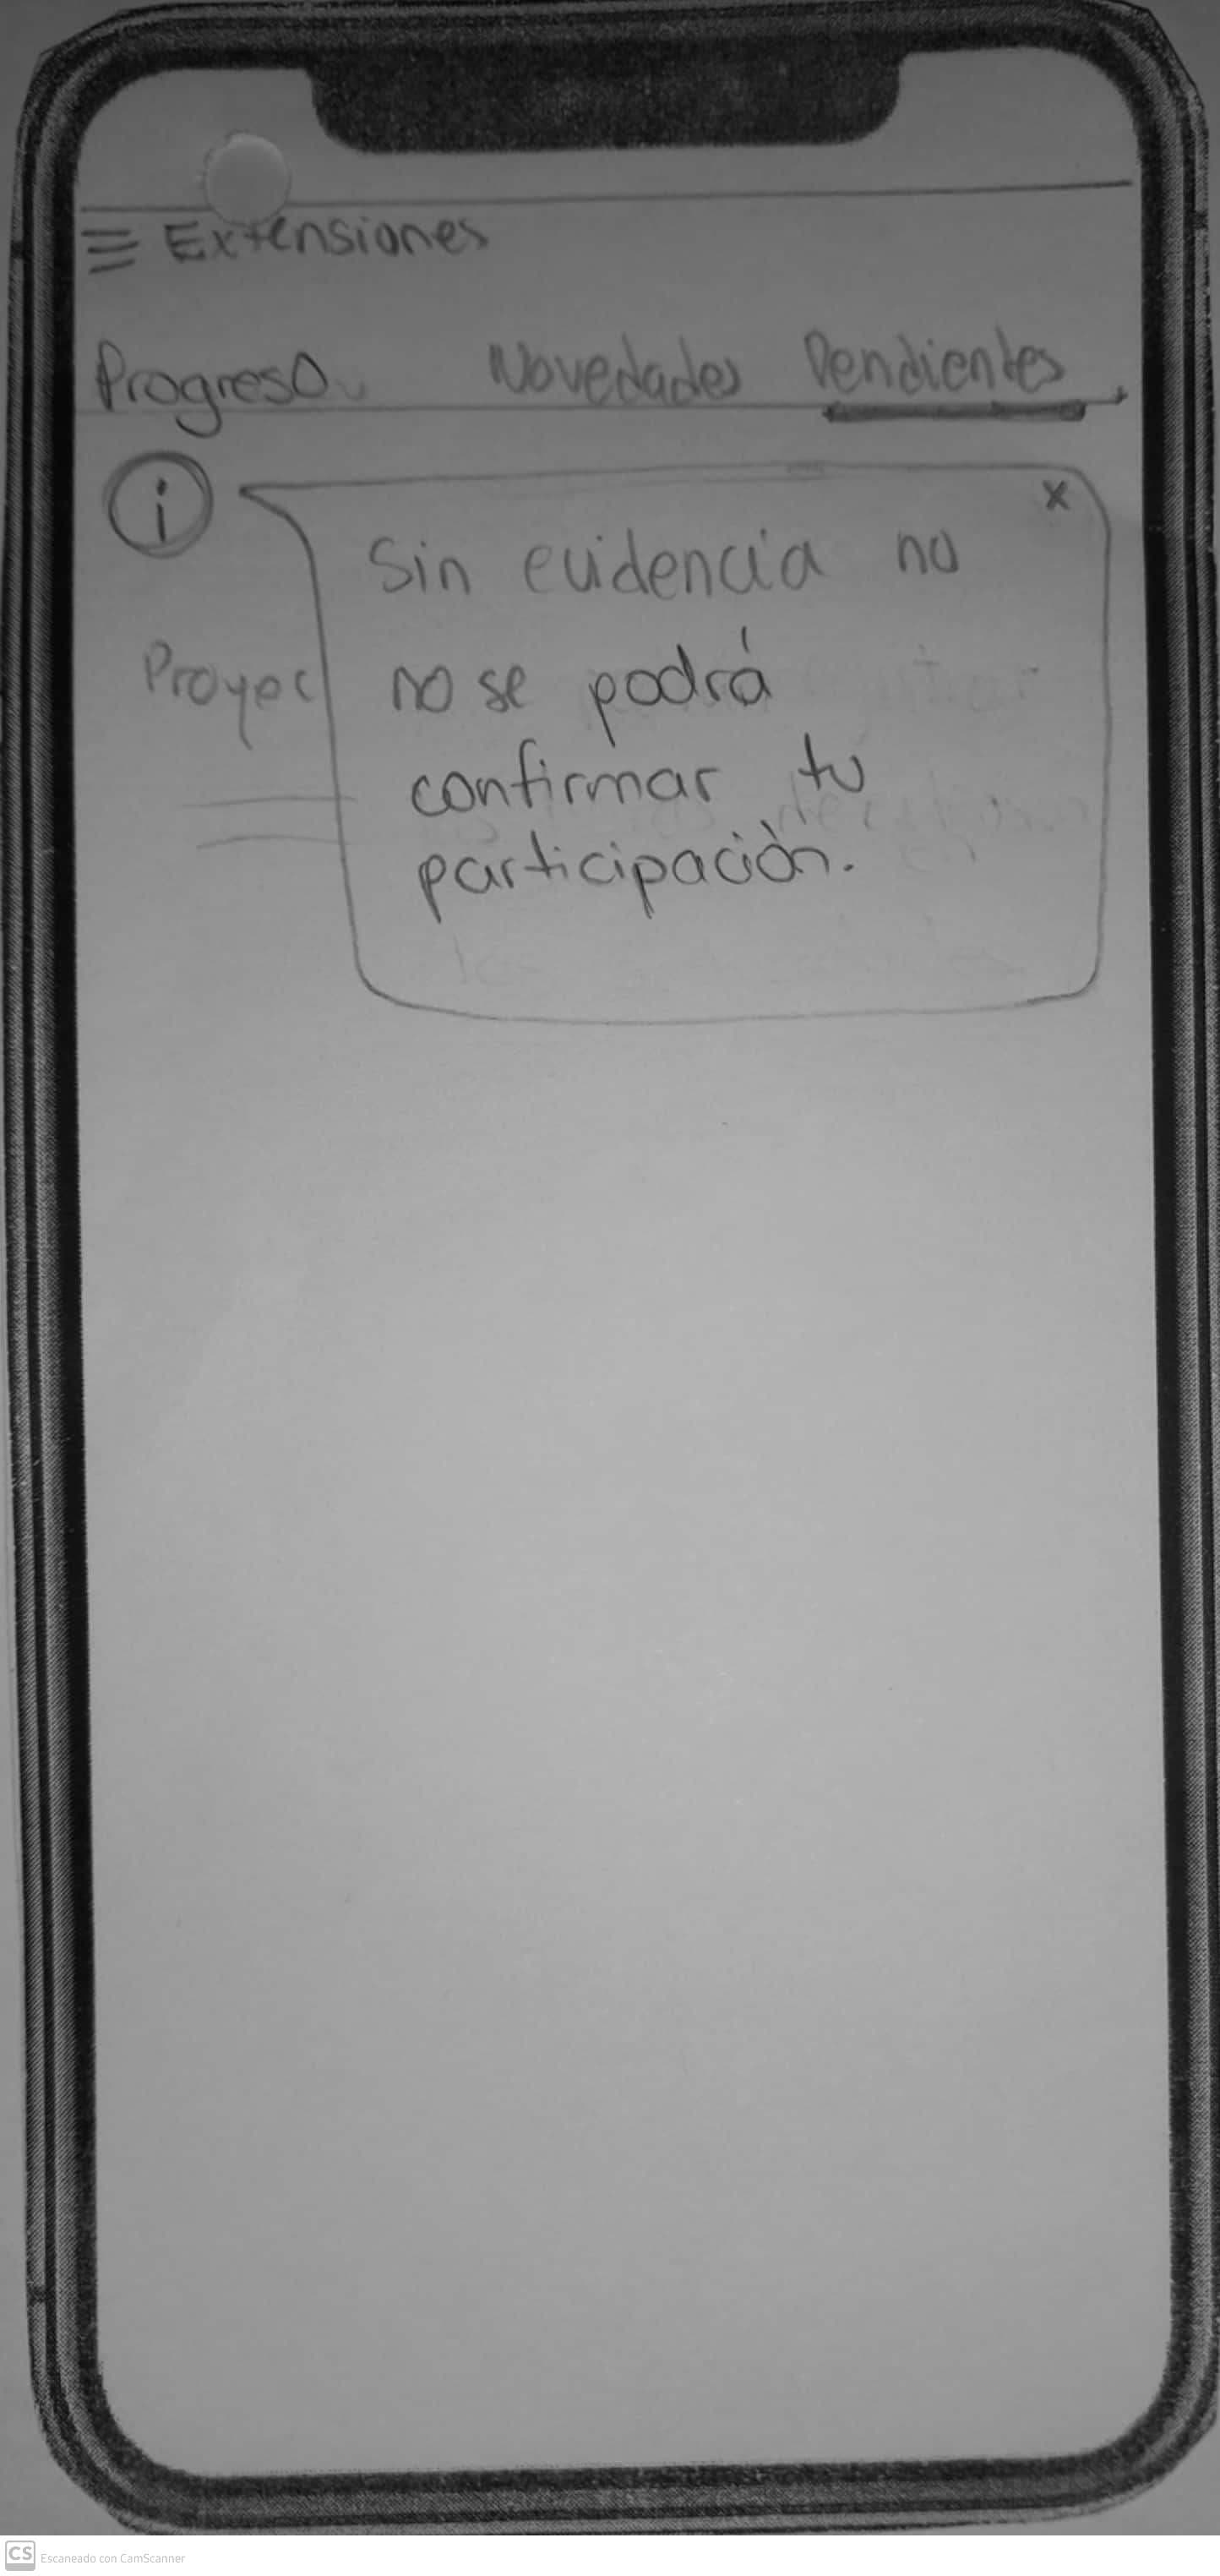 Extensiones
Progreso Novedades Pendientes
i
x
Sin evidencia no
Proyec
no se podrá
confirmar tu
participación.
CS Escaneado con CamScanner